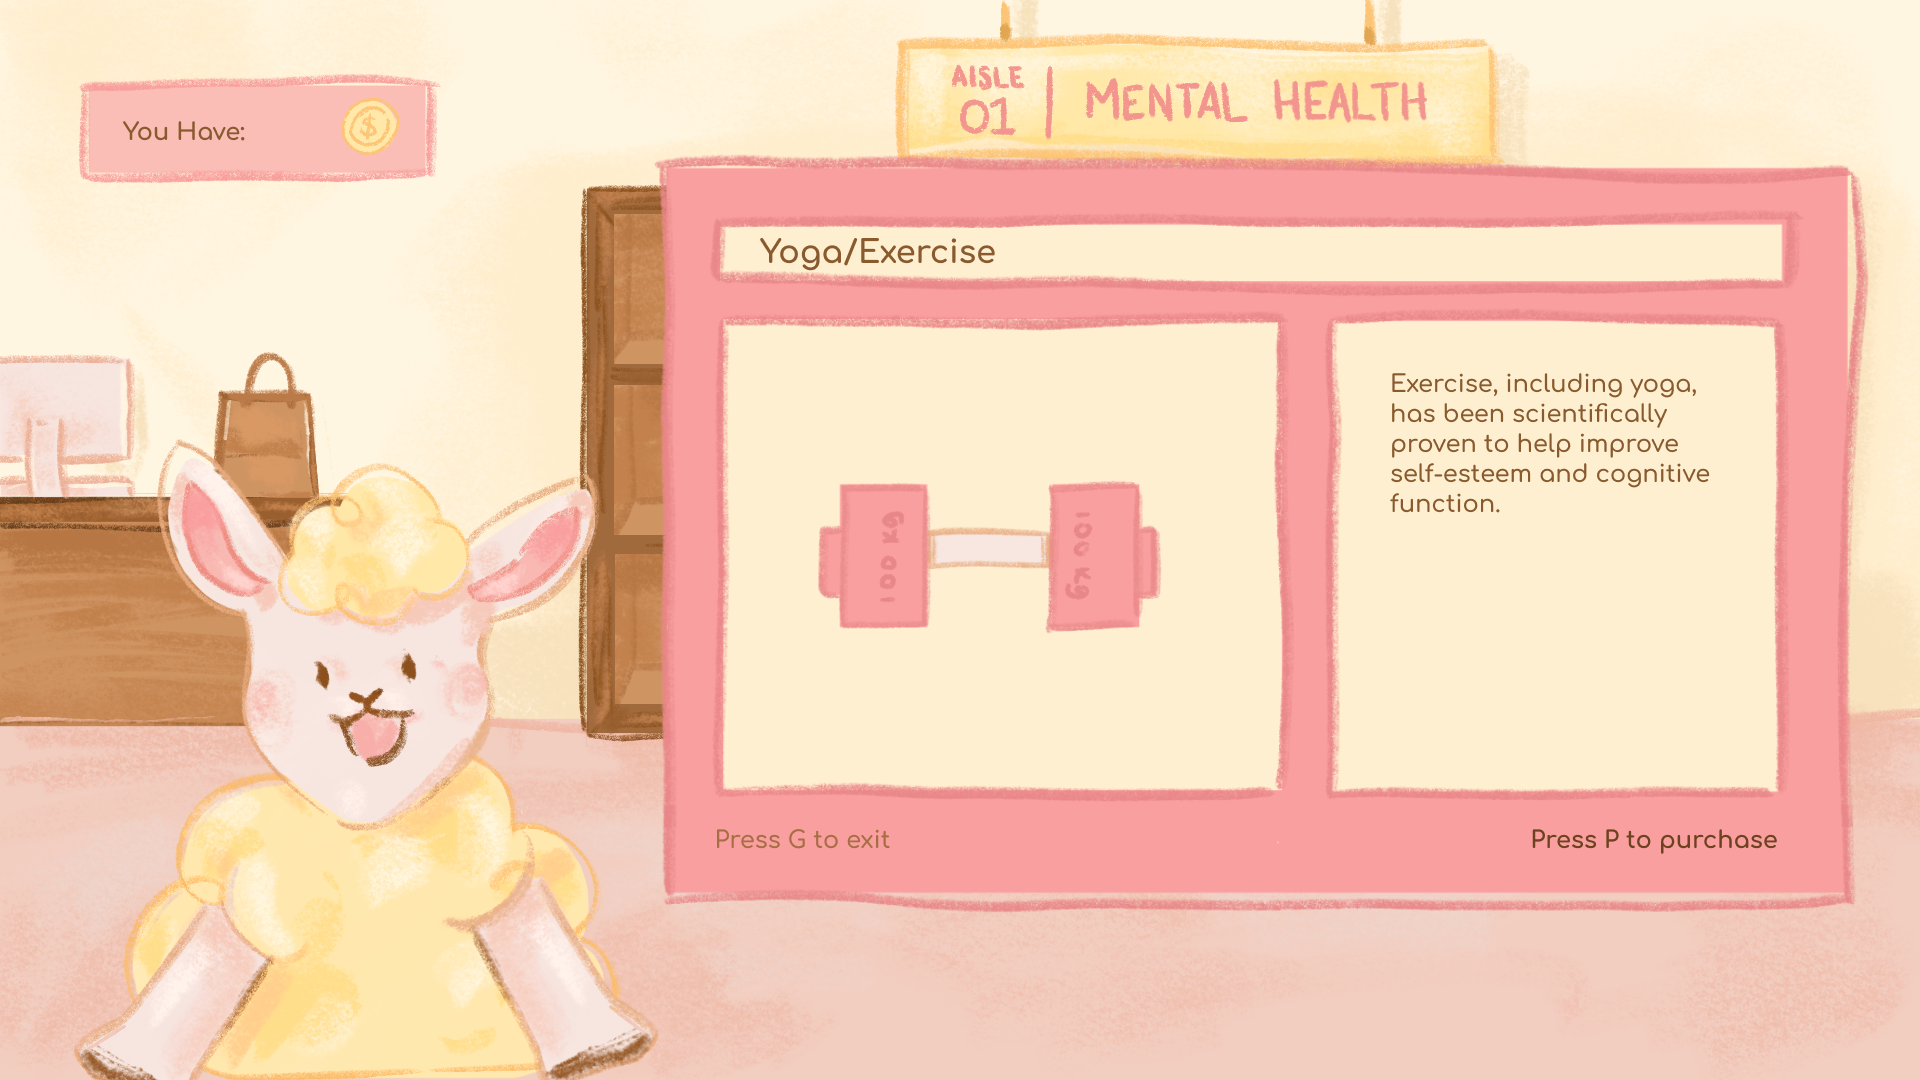 You Have:
$
AISLE
01
MENTAL HEALTH
Yoga/Exercise
100 Kg
100 Kg
Exercise, including yoga,
has been scientifically
proven to help improve
self-esteem and cognitive
function.
Press G to exit
Press P to purchase